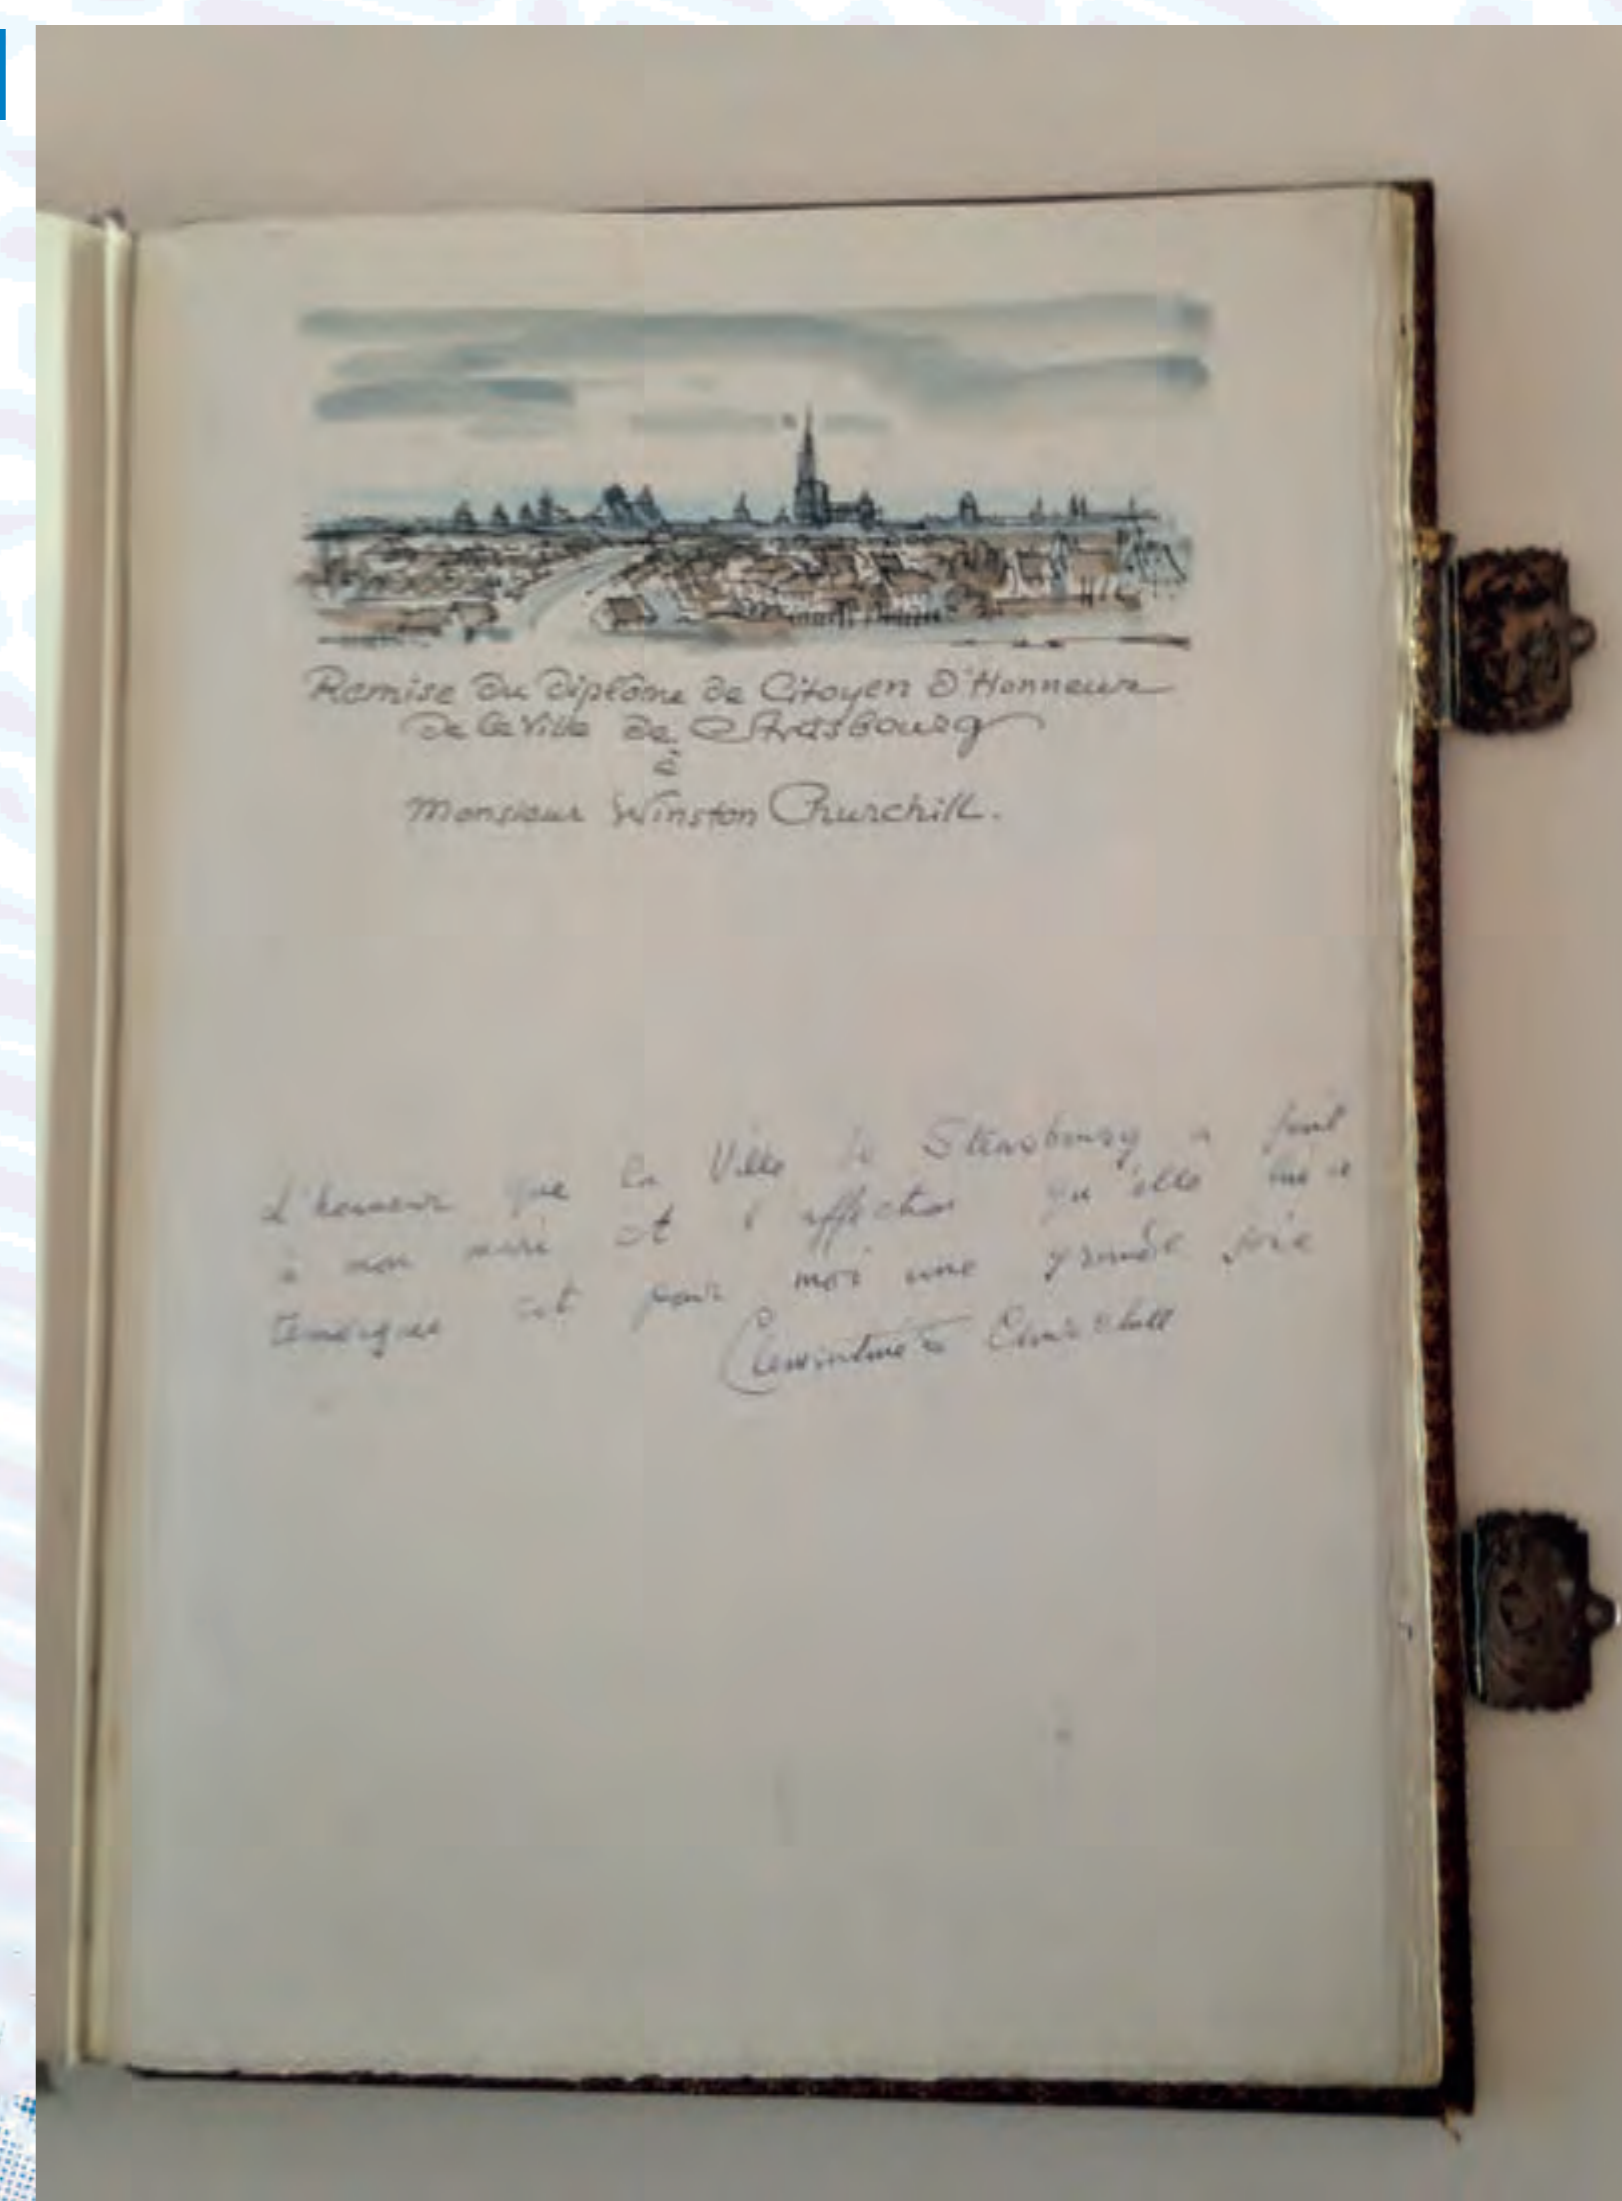 Remise du diplôme de Citoyen d'Honneur
de la Ville de Strasbourg
à
Monsieur Winston Churchill.
L'honneur que la Ville de Strasbourg a fait
à mon mari et l'affection qu'elle lui a
temoignée est pour moi une grande joie
Clementine S. Churchill